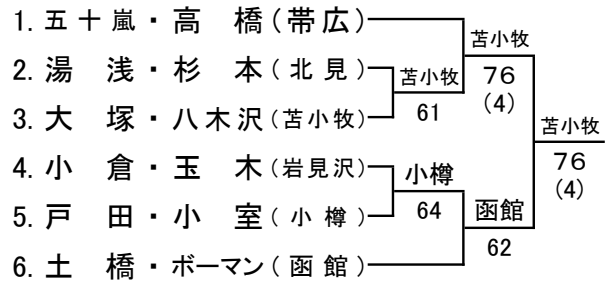 1. 五十嵐・高橋(帯広)
苫小牧
2. 湯浅・杉本(北見)
苫小牧
76
(4)
3. 大塚・八木沢(苫小牧)
61
苫小牧
4. 小倉・玉木(岩見沢)
小樽
76
(4)
5. 戸田・小室(小樽)
64
函館
62
6. 土橋・ボーマン(函館)